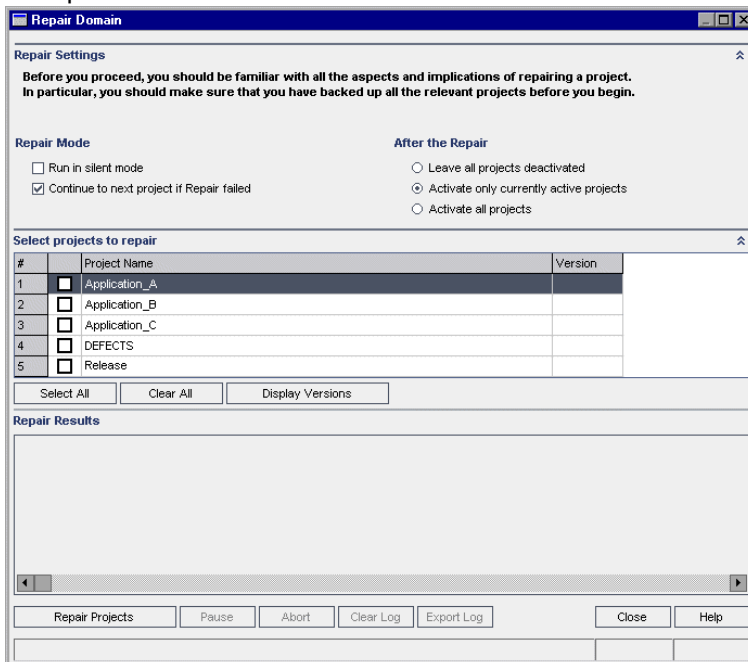 Repair Domain
Repair Settings
Before you proceed, you should be familiar with all the aspects and implications of repairing a project.
In particular, you should make sure that you have backed up all the relevant projects before you begin.
Repair Mode
After the Repair
Run in silent mode
Leave all projects deactivated
Continue to next project if Repair failed
Activate only currently active projects
Activate all projects
Select projects to repair
# Project Name Version
1 Application_A
2 Application_B
3 Application_C
4 DEFECTS
5 Release
Select All Clear All Display Versions
Repair Results
Repair Projects Pause Abort Clear Log Export Log Close Help